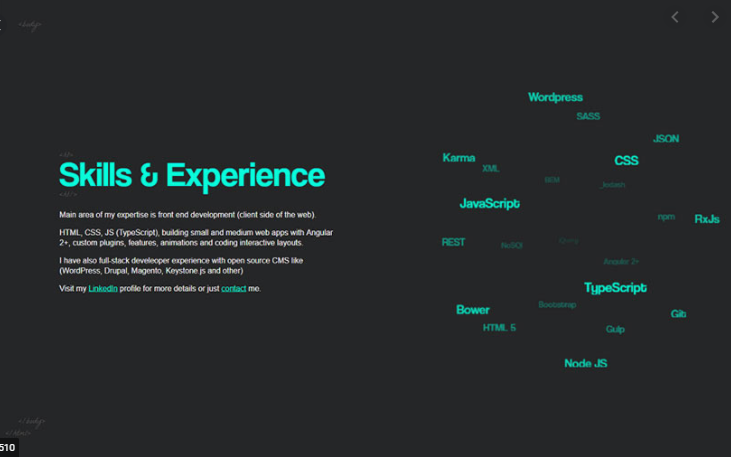 <body>
Wordpress
SASS
JSON
Karma
XML
CSS
<h1>
Skills & Experience
JavaScript
Main area of my expertise is front end development (client side of the web).
npm
RxJs
HTML, CSS, JS (TypeScript), building small and medium web apps with Angular
2+, custom plugins, features, animations and coding interactive layouts.
REST
NoSQl
I have also full-stack develeoper experience with open source CMS like
(WordPress, Drupal, Magento, Keystone.js and other)
Angular 2+
Visit my LinkedIn profile for more details or just contact me.
TypeScript
Bower
Bootstrap
Git
HTML 5
Gulp
Node JS
</body>
</html>
510